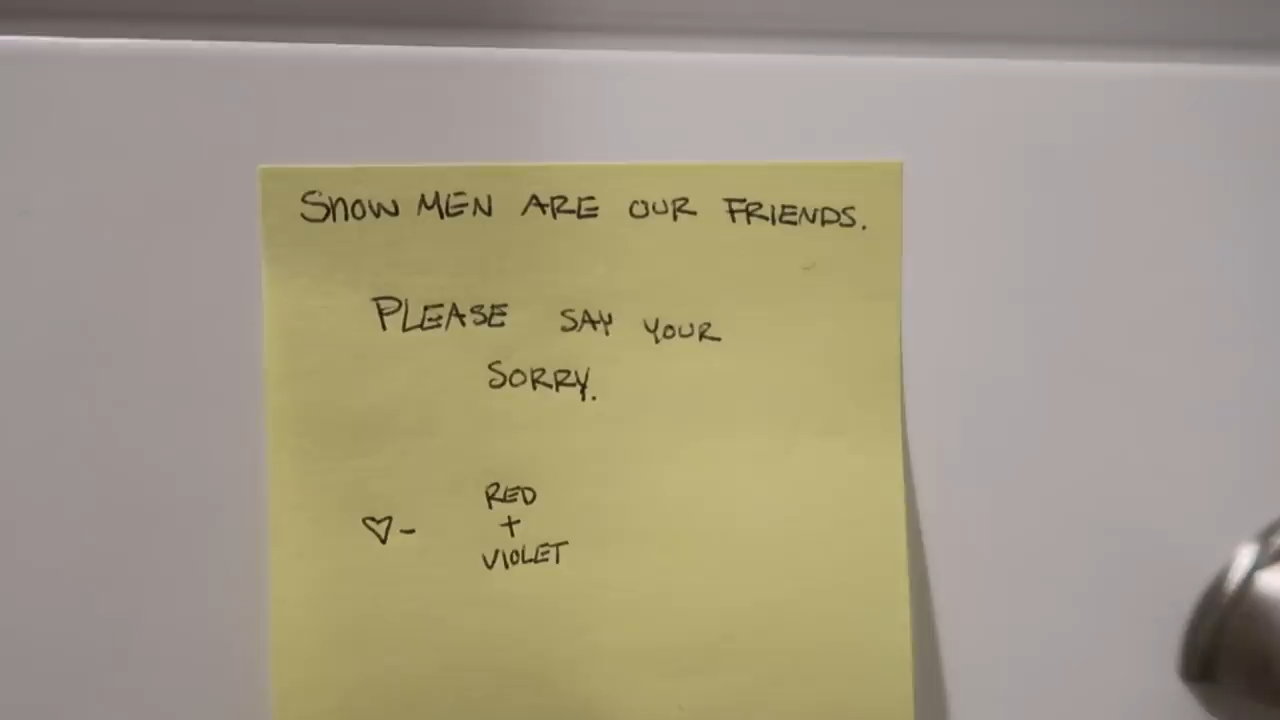 SNOW MEN ARE OUR FRIENDS.
PLEASE SAY YOUR
SORRY.
RED
♡- +
VIOLET